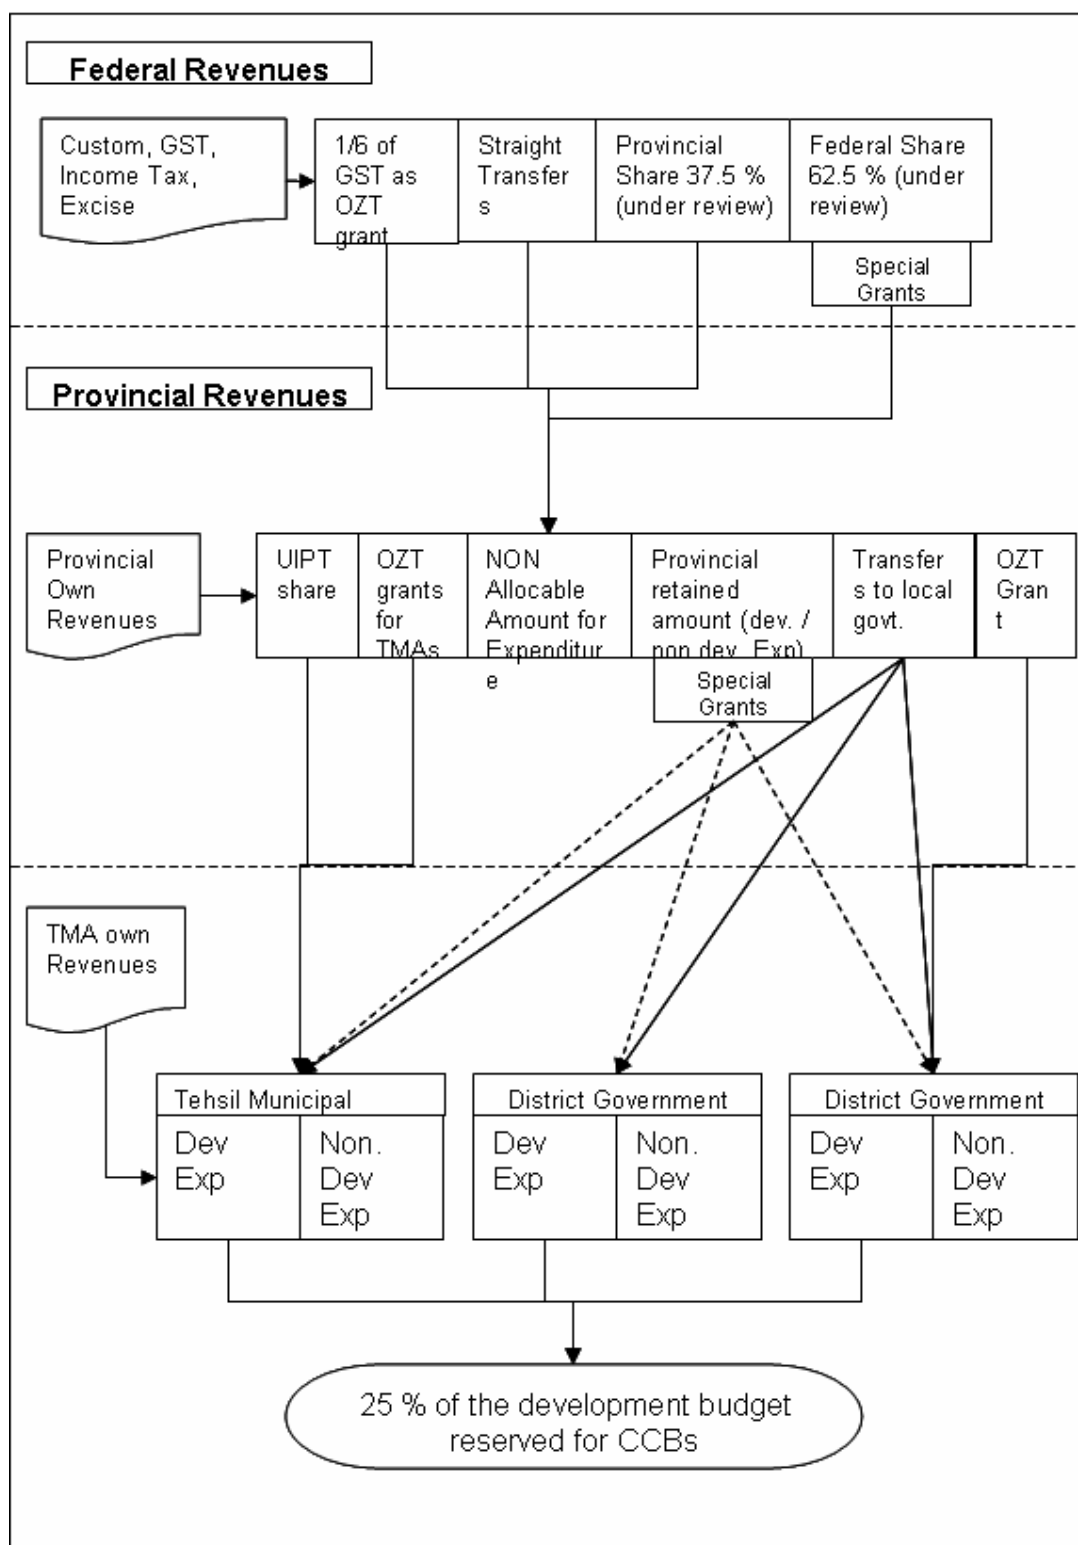 Federal Revenues
Custom, GST,
Income Tax,
Excise
1/6 of
GST as
OZT
grant
Straight
Transfer
s
Provincial
Share 37.5 %
(under review)
Federal Share
62.5 % (under
review)
Special
Grants
Provincial Revenues
Provincial
Own
Revenues
UIPT
share
OZT
grants
for
TMAs
NON
Allocable
Amount for
Expenditur
e
Provincial
retained
amount (dev. /
non dev. Exp)
Special
Grants
Transfer
s to local
govt.
OZT
Gran
t
TMA own
Revenues
Tehsil Municipal
Dev
Exp
Non.
Dev
Exp
District Government
Dev
Exp
Non.
Dev
Exp
District Government
Dev
Exp
Non.
Dev
Exp
25 % of the development budget
reserved for CCBs